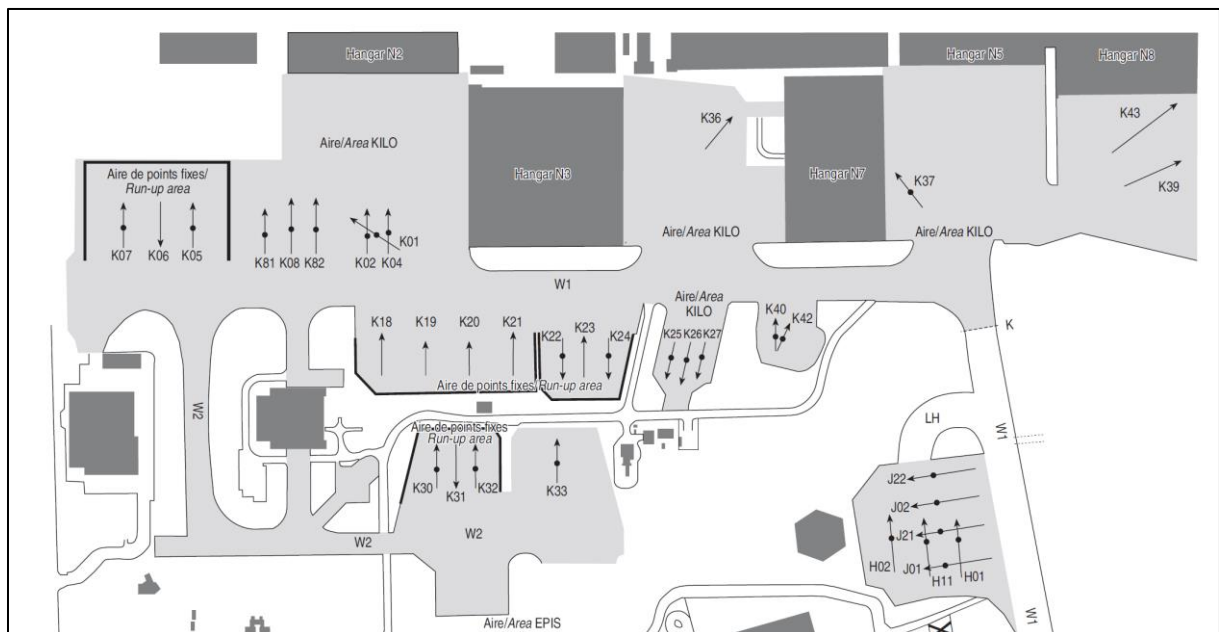 Hangar N2
Hangar N5
Hangar N8
K36
K43
Aire/Area KILO
Aire de points fixes/
Run-up area
Hangar N3
Hangar N7
K37
K39
K07
K06
K05
K81
K08
K82
K02
K04
K01
Aire/Area KILO
Aire/Area KILO
W1
Aire/Area
KILO
K18
K19
K20
K21
K22
K23
K24
K25
K26
K27
K40
K42
K
Aire de points fixes/Run-up area
W2
LH
W1
Aire de points fixes
Run-up area
K30
K31
K32
K33
J22
J02
J21
J01
H02
H11
H01
W2
W2
W1
Aire/Area EPIS